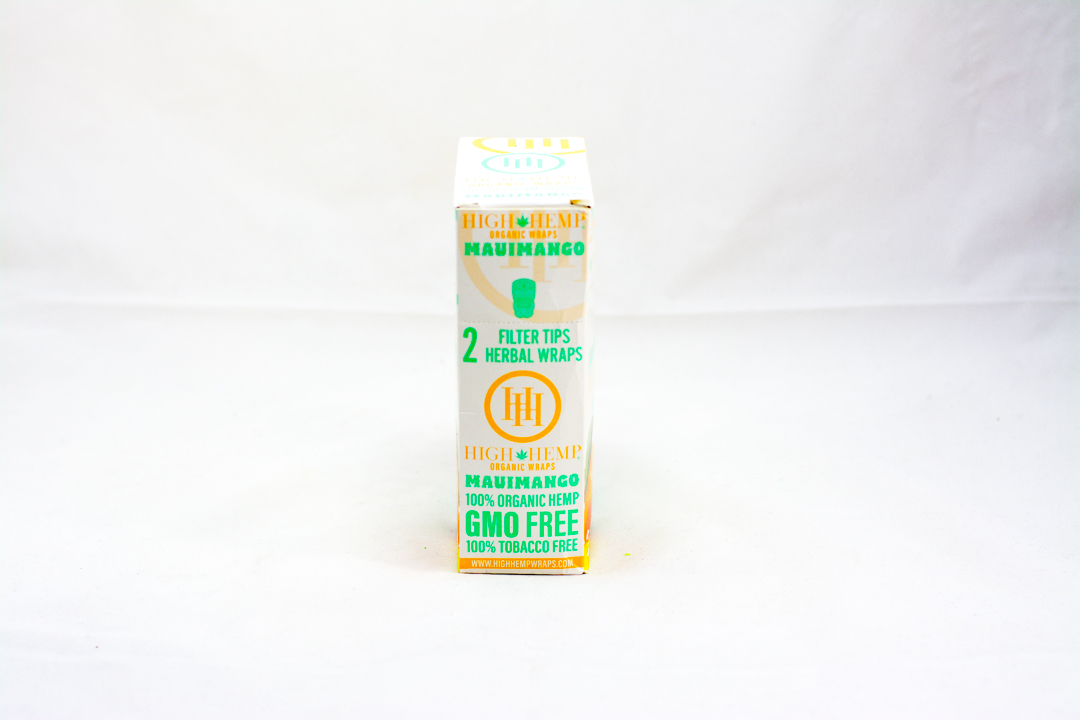 HIGH HEMP
ORGANIC WRAPS
MAUIMANGO
2 FILTER TIPS
HERBAL WRAPS
HH
HIGH HEMP
ORGANIC WRAPS
MAUIMANGO
100% ORGANIC HEMP
GMO FREE
100% TOBACCO FREE
WWW.HIGHHEMPWRAPS.COM